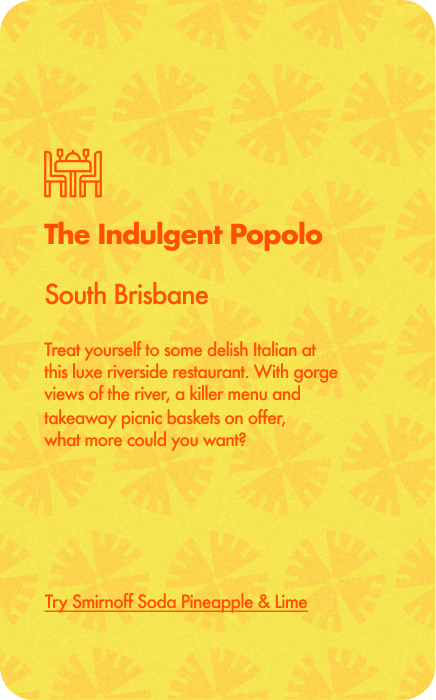 The Indulgent Popolo
South Brisbane
Treat yourself to some delish Italian at
this luxe riverside restaurant. With gorge
views of the river, a killer menu and
takeaway picnic baskets on offer,
what more could you want?
Try Smirnoff Soda Pineapple & Lime